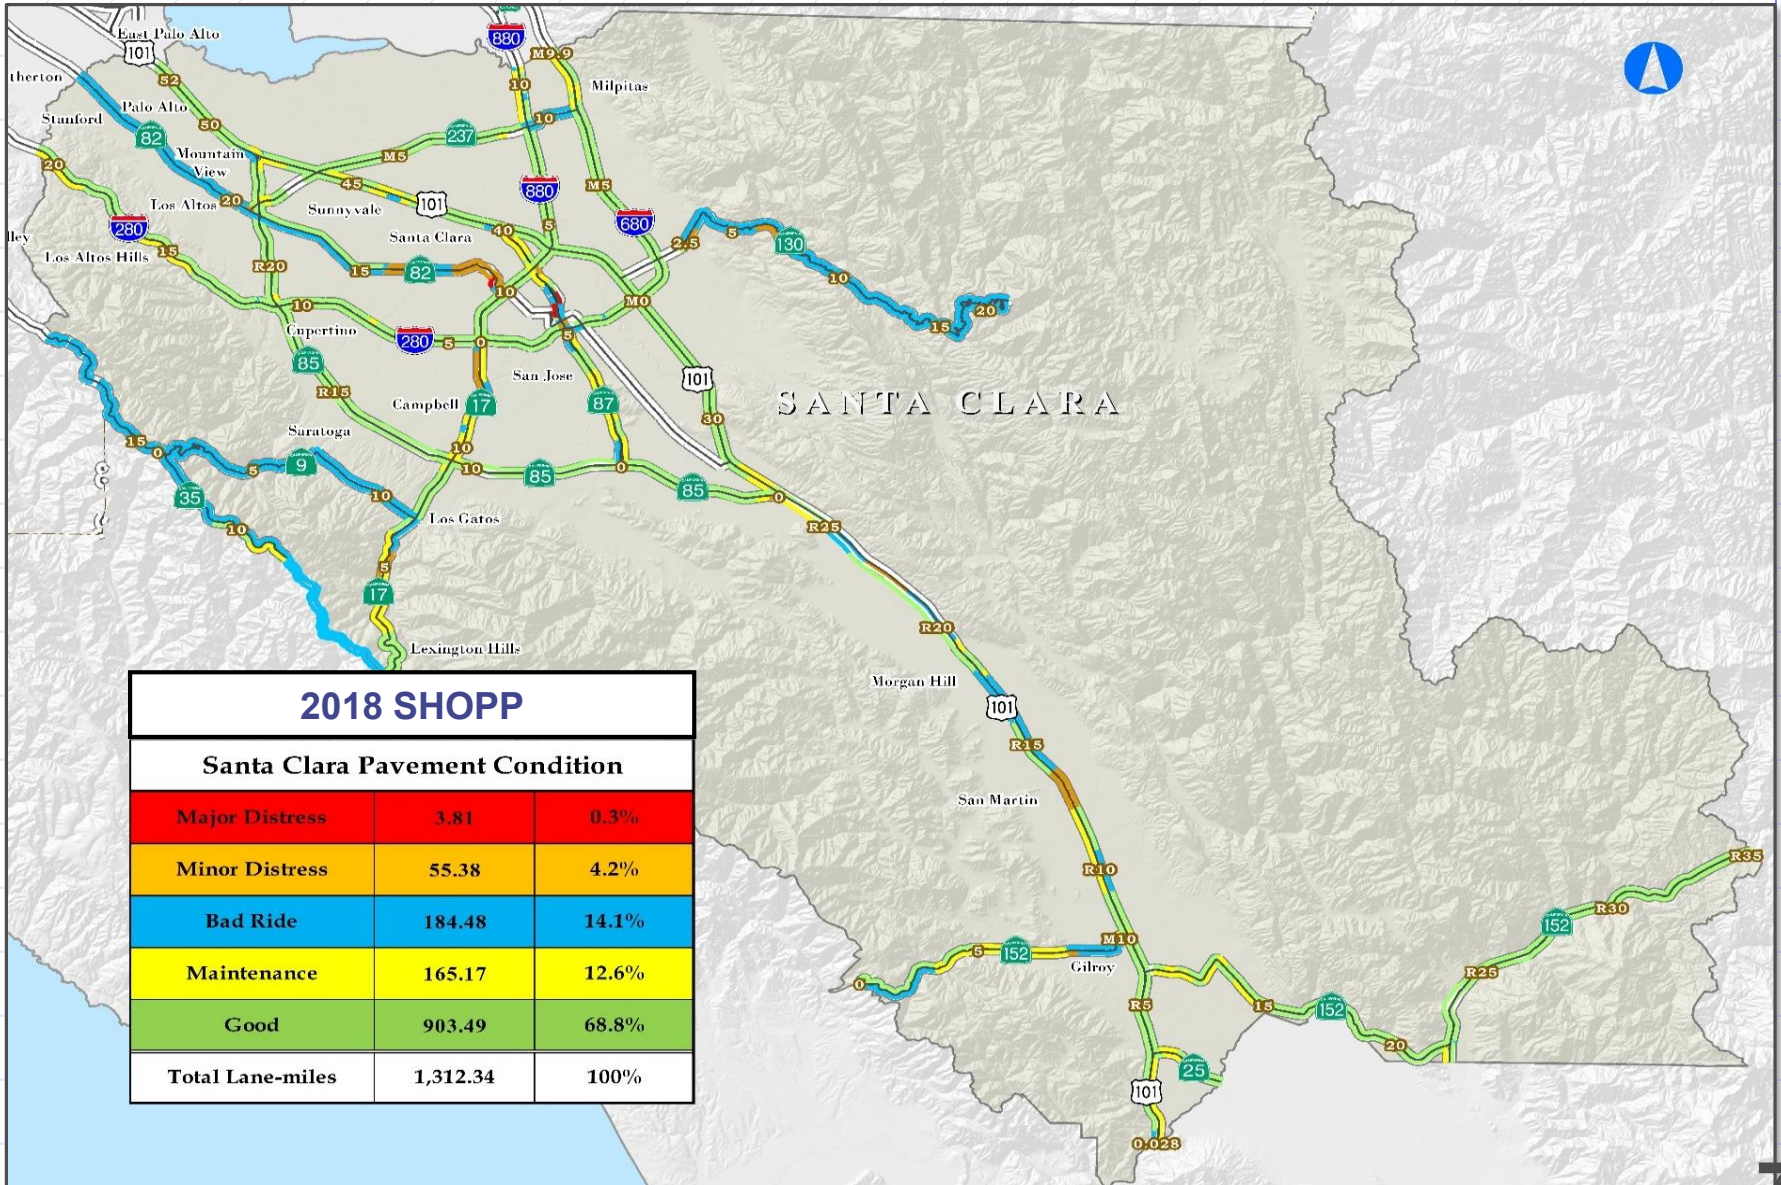 880
East Palo Alto
101
M9.9
therton
52
10
Milpitas
Palo Alto
Stanford
82
50
10
237
Mountain
View
M5
20
45
880
M5
Los Altos
20
Sunnyvale
101
680
280
5
lley
Santa Clara
40
2.5
5
130
Los Altos Hills
15
R20
15
82
10
10
10
M0
15
20
Cupertino
280
5
0
5
85
San Jose
101
R15
Campbell
17
87
SANTA CLARA
30
Saratoga
15
0
10
5
9
10
85
0
85
0
35
10
Los Gatos
R25
10
5
17
R20
Lexington Hills
Morgan Hill
101
R15
San Martin
R10
R35
R30
152
M10
5
152
Gilroy
R25
0
R5
15
152
20
25
101
0.028
2018 SHOPP
Santa Clara Pavement Condition
Major Distress 3.81 0.3%
Minor Distress 55.38 4.2%
Bad Ride 184.48 14.1%
Maintenance 165.17 12.6%
Good 903.49 68.8%
Total Lane-miles 1,312.34 100%